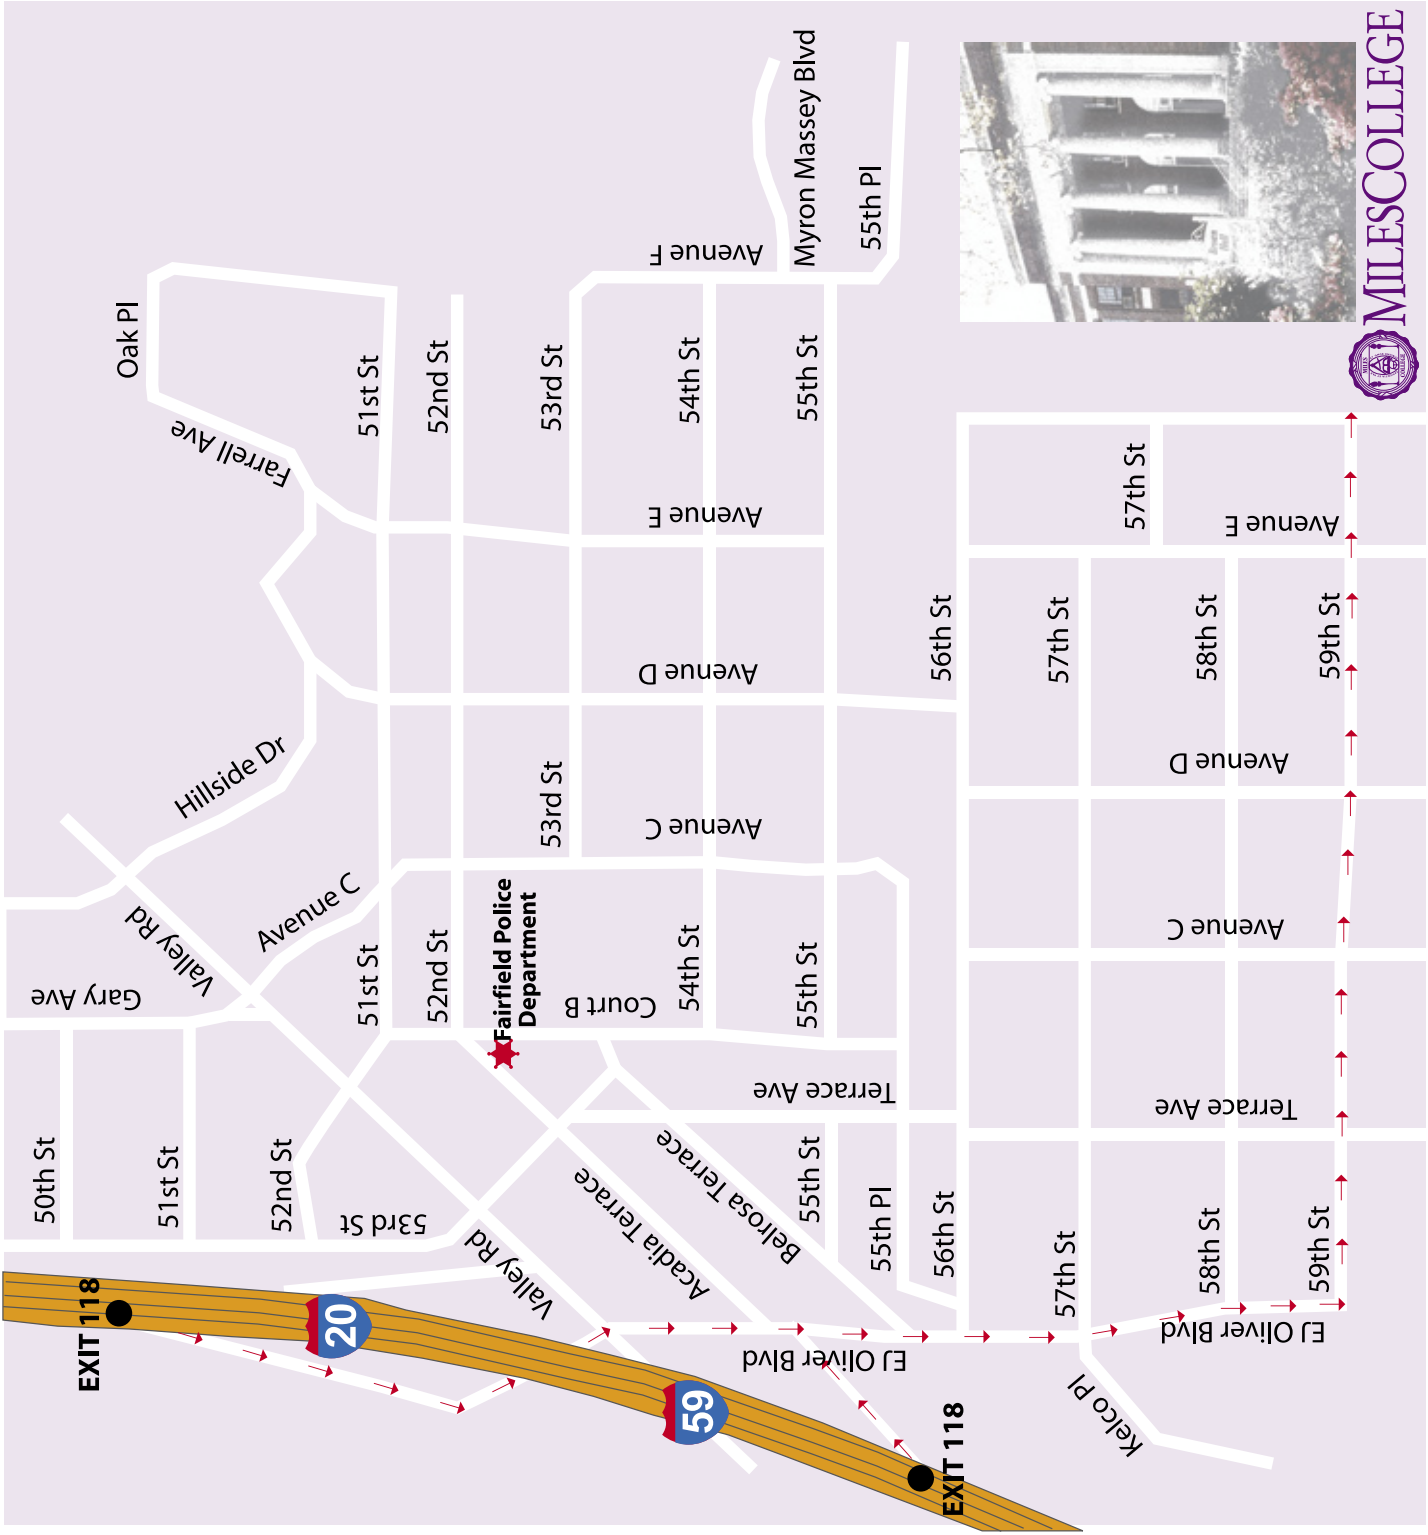 MILESCOLLEGE
Myron Massey Blvd
55th Pl
Avenue F
Oak Pl
51st St
52nd St
53rd St
54th St
55th St
Farrell Ave
Avenue E
57th St
Avenue E
56th St
57th St
58th St
59th St
Avenue D
Avenue D
Hillside Dr
53rd St
Avenue C
Avenue C
Valley Rd
Gary Ave
51st St
52nd St
Fairfield Police
Department
Court B
54th St
55th St
Avenue C
Terrace Ave
Terrace Ave
50th St
51st St
52nd St
53rd St
Valley Rd
Acadia Terrace
Belrosa Terrace
55th St
55th Pl
56th St
57th St
58th St
59th St
EXIT 118
20
59
EJ Oliver Blvd
EJ Oliver Blvd
Kelco Pl
EXIT 118